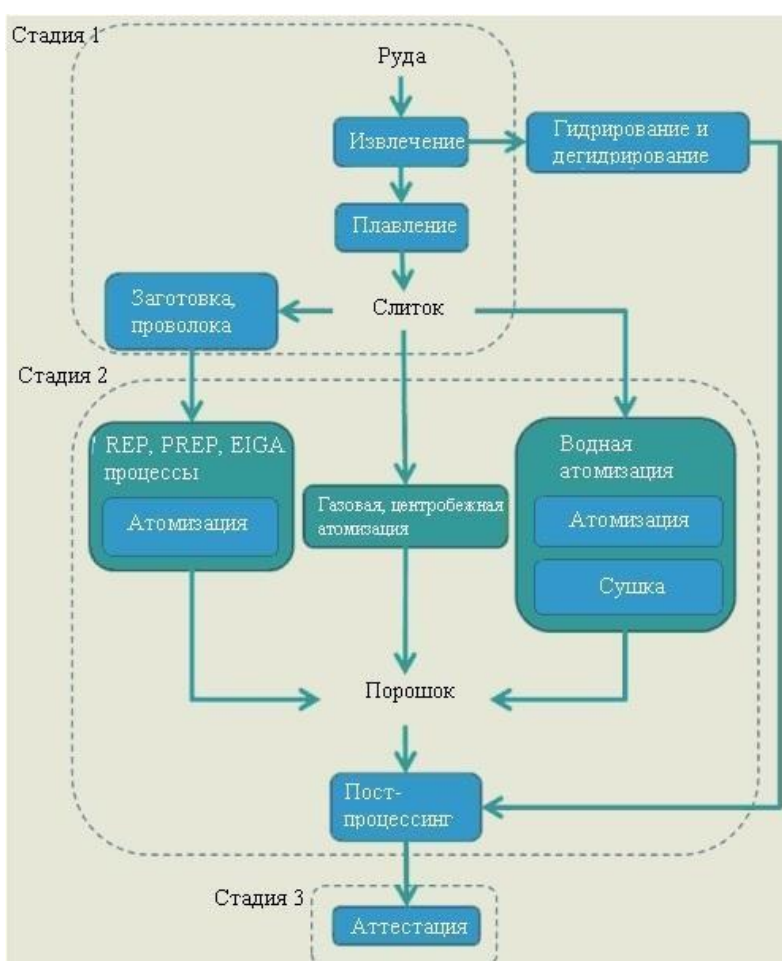 Стадия 1
Руда
Извлечение
Гидрирование и
дегидрирование
Плавление
Заготовка,
проволока
Слиток
Стадия 2
REP, PREP, EIGA
процессы
Атомизация
Газовая, центробежная
атомизация
Водная
атомизация
Атомизация
Сушка
Порошок
Пост-
процессинг
Стадия 3
Аттестация